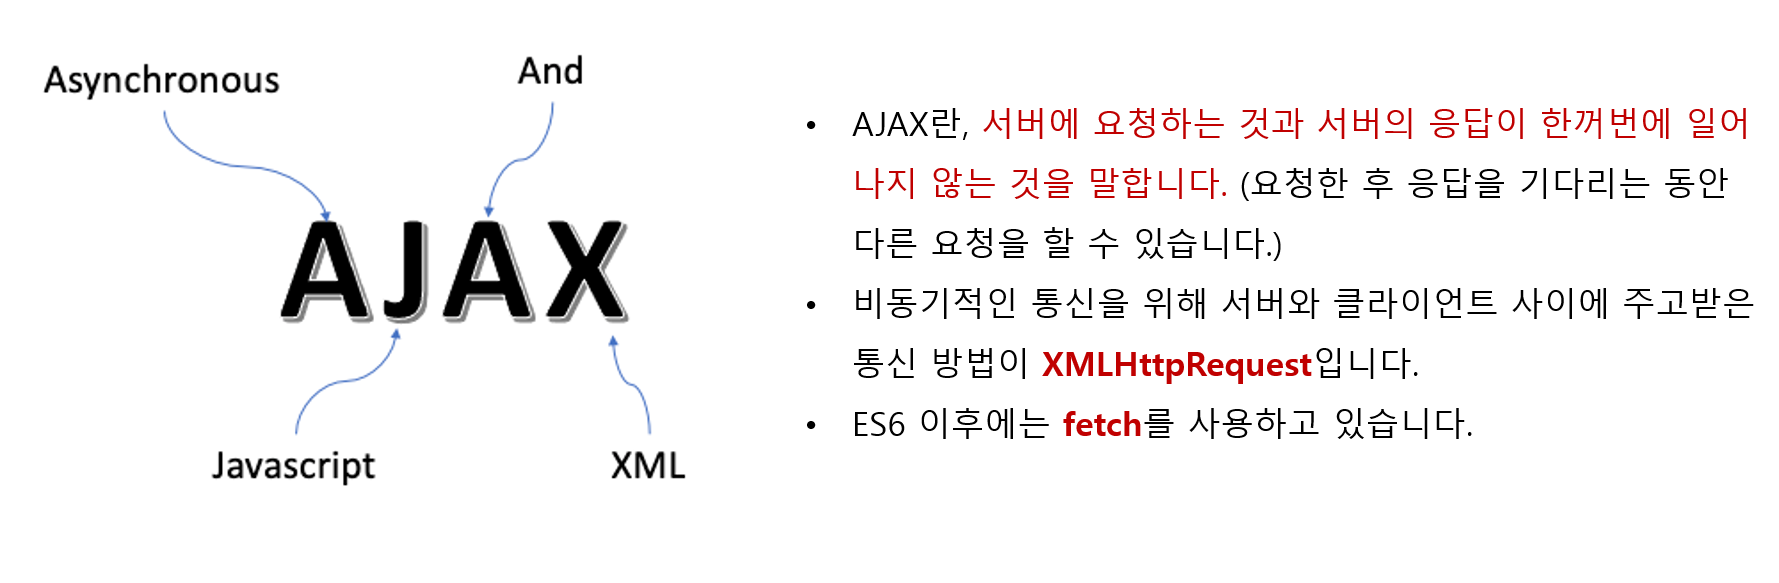 Asynchronous
And
AJAX
Javascript
XML
• AJAX란, 서버에 요청하는 것과 서버의 응답이 한꺼번에 일어
나지 않는 것을 말합니다. (요청한 후 응답을 기다리는 동안
다른 요청을 할 수 있습니다.)
• 비동기적인 통신을 위해 서버와 클라이언트 사이에 주고받은
통신 방법이 XMLHttpRequest입니다.
• ES6 이후에는 fetch를 사용하고 있습니다.